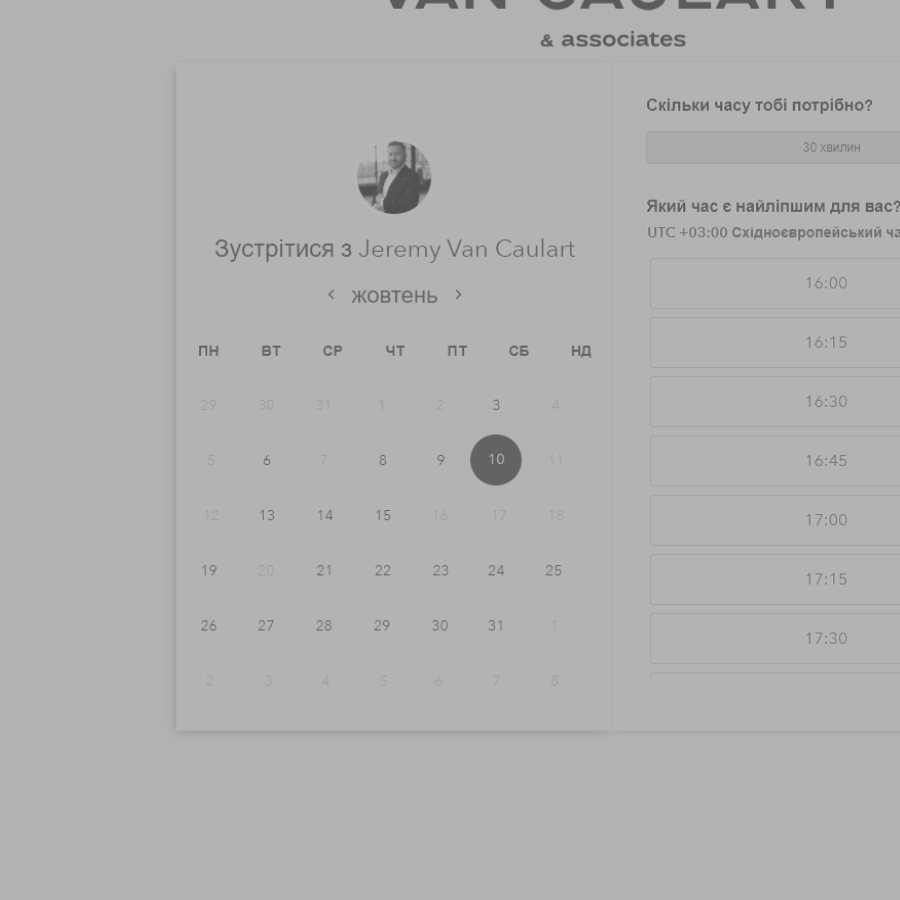 VAN CAULART
& associates
Зустрітися з Jeremy Van Caulart
жовтень
ПН ВТ СР ЧТ ПТ СБ НД
29 30 31 1 2 3 4
5 6 7 8 9 10 11
12 13 14 15 16 17 18
19 20 21 22 23 24 25
26 27 28 29 30 31 1
2 3 4 5 6 7 8
Скільки часу тобі потрібно?
30 хвилин
Який час є найліпшим для вас?
UTC +03:00 Східноєвропейський ча
16:00
16:15
16:30
16:45
17:00
17:15
17:30